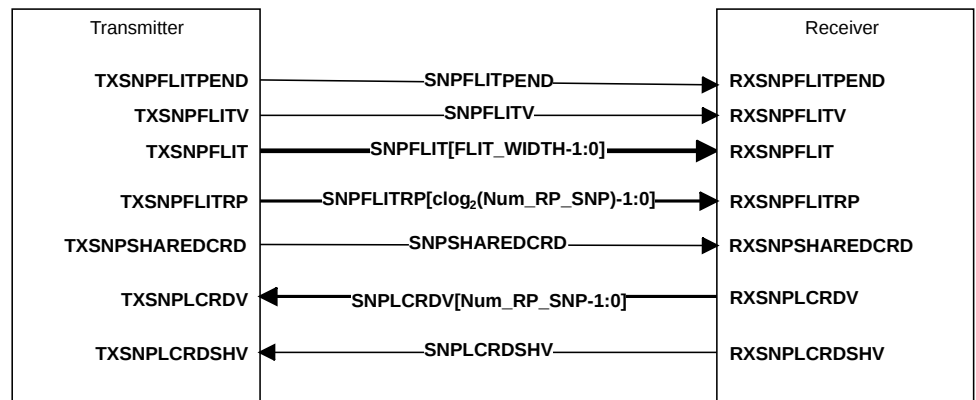 Transmitter
Receiver
TXSNPFLITPEND SNPFLITPEND RXSNPFLITPEND
TXSNPFLITV SNPFLITV RXSNPFLITV
TXSNPFLIT SNPFLIT[FLIT_WIDTH-1:0] RXSNPFLIT
TXSNPFLITRP SNPFLITRP[clog₂(Num_RP_SNP)-1:0] RXSNPFLITRP
TXSNPSHAREDCRD SNPSHAREDCRD RXSNPSHAREDCRD
TXSNPLCRDV SNPLCRDV[Num_RP_SNP-1:0] RXSNPLCRDV
TXSNPLCRDSHV SNPLCRDSHV RXSNPLCRDSHV